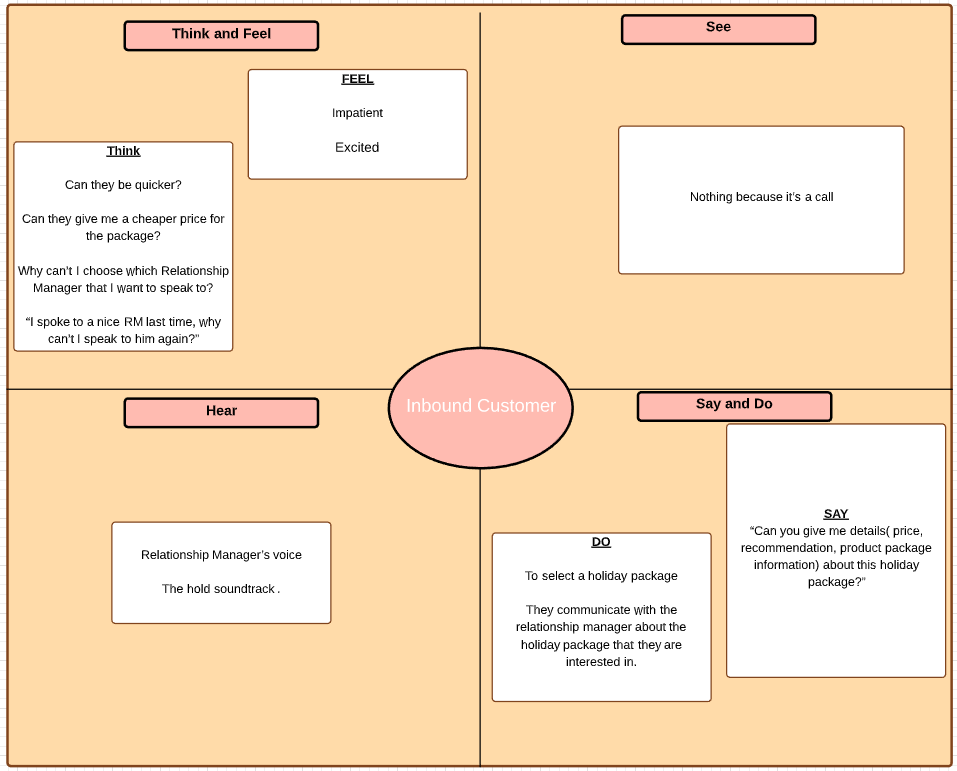 Think and Feel
FEEL
Impatient
Excited
Think
Can they be quicker?
Can they give me a cheaper price for
the package?
Why can't I choose which Relationship
Manager that I want to speak to?
“I spoke to a nice RM last time, why
can't I speak to him again?”
See
Nothing because it’s a call
Inbound Customer
Hear
Relationship Manager’s voice
The hold soundtrack .
Say and Do
DO
To select a holiday package
They communicate with the
relationship manager about the
holiday package that they are
interested in.
SAY
“Can you give me details( price,
recommendation, product package
information) about this holiday
package?”